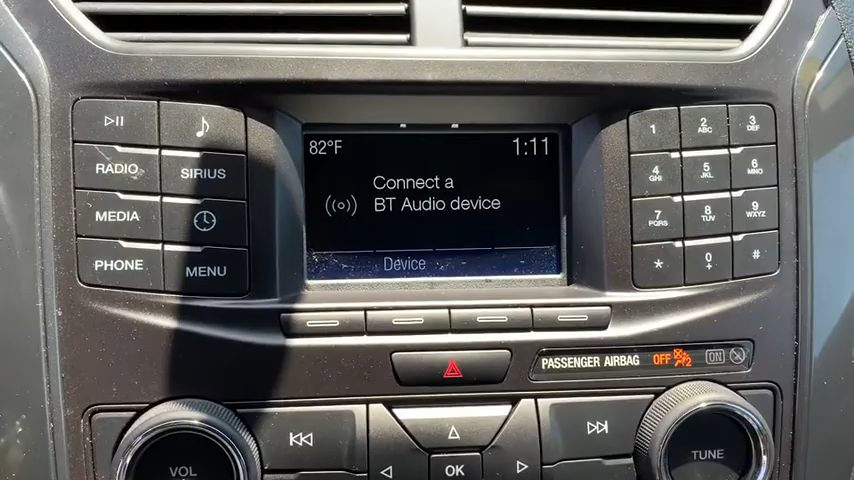 82°F
1:11
Connect a
BT Audio device
Device
RADIO
SIRIUS
MEDIA
PHONE
MENU
1
2
ABC
3
DEF
4
GHI
5
JKL
6
MNO
7
PQRS
8
TUV
9
WXYZ
*
0
+
#
PASSENGER AIRBAG OFF 2 ON
VOL
OK
TUNE